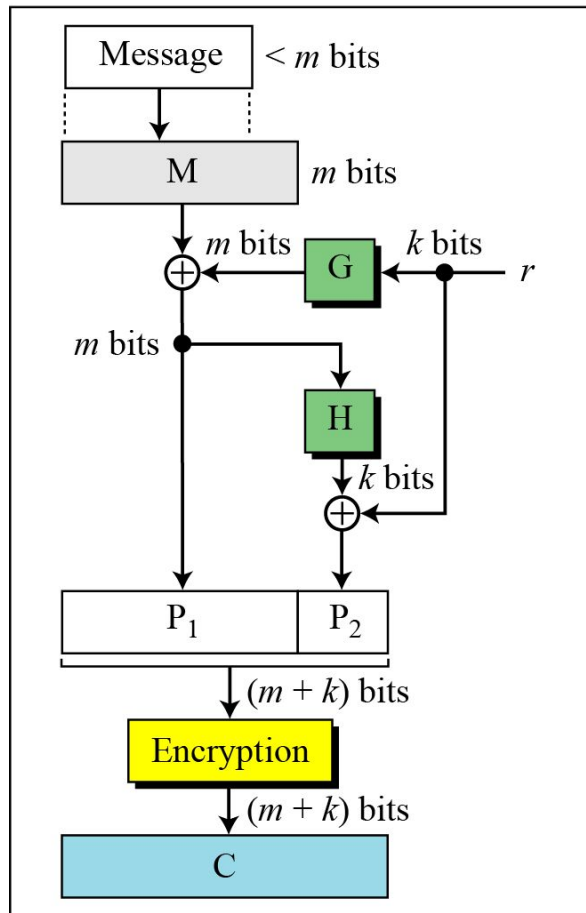 Message < m bits
M m bits
m bits G k bits r
m bits
H
k bits
P₁ P₂
(m + k) bits
Encryption
(m + k) bits
C